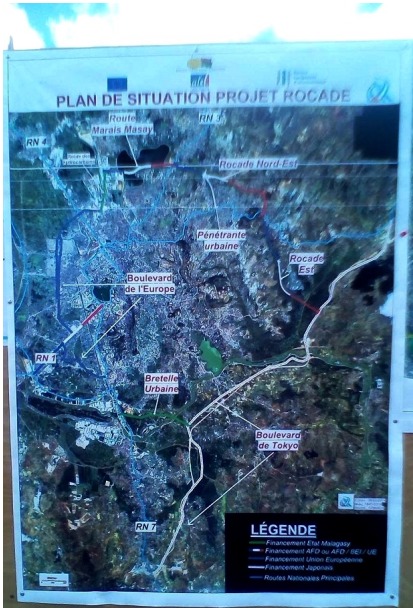 PLAN DE SITUATION PROJET ROCADE
Route
Marais Masay
RN 3
RN 4
Rocade Nord-Est
Pénétrante
urbaine
Rocade
Est
Boulevard
de l'Europe
RN 1
Bretelle
Urbaine
Boulevard
de Tokyo
RN 7
LÉGENDE
Financement Etat Malagasy
Financement AFD ou AFD / BEI / UE
Financement Union Européenne
Financement Japonais
Routes Nationales Principales